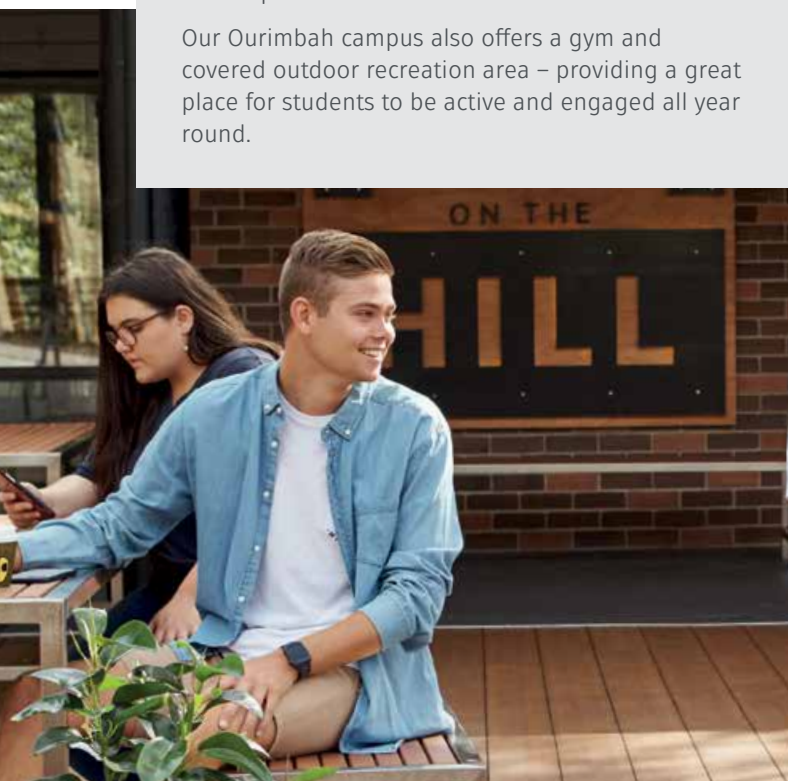 Our Ourimbah campus also offers a gym and
covered outdoor recreation area – providing a great
place for students to be active and engaged all year
round.
ON THE
HILL